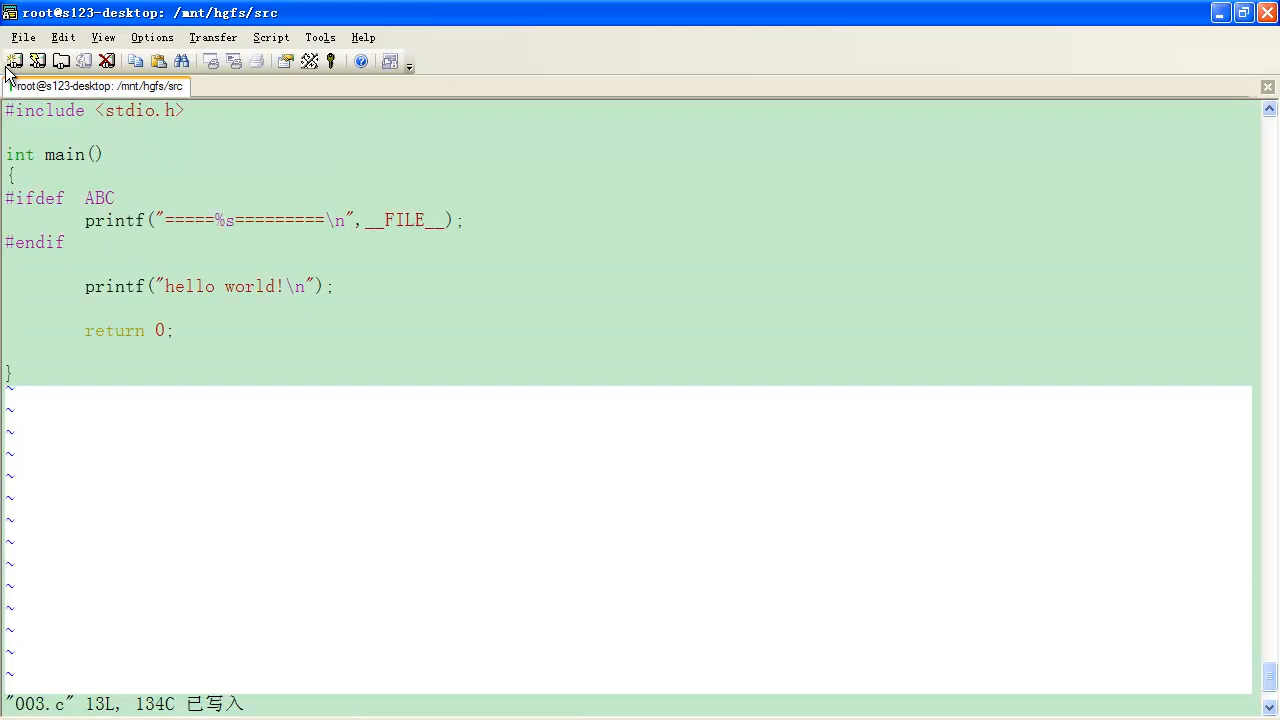 root@s123-desktop: /mnt/hgfs/src
File Edit View Options Transfer Script Tools Help
root@s123-desktop: /mnt/hgfs/src
#include <stdio.h>
int main()
{
#ifdef  ABC
        printf("=====%s=========\n",__FILE__);
#endif
        printf("hello world!\n");
        return 0;
}
~
~
~
~
~
~
~
~
~
~
~
~
~
~
"003.c" 13L, 134C 已写入